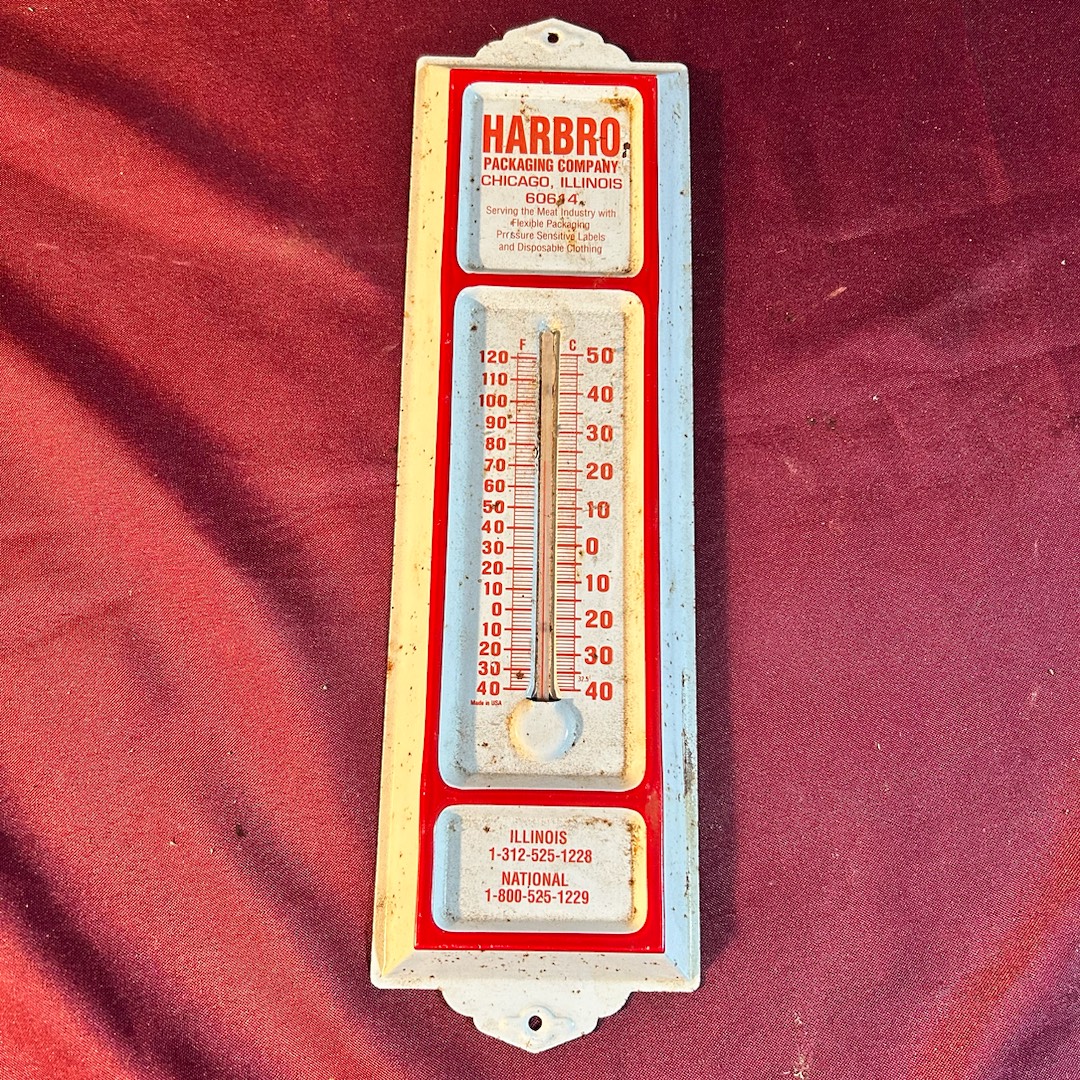 HARBRO
PACKAGING COMPANY
CHICAGO, ILLINOIS
60614
Serving the Meat Industry with
Flexible Packaging
Pressure Sensitive Labels
and Disposable Clothing
F C
120 50
110
100 40
90
80 30
70
60 20
50 10
40
30 0
20
10 10
0
10 20
20
30 30
32.5
40 40
Made in USA
ILLINOIS
1-312-525-1228
NATIONAL
1-800-525-1229